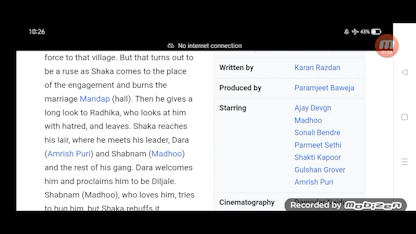 10:26
48%
No internet connection
force to that village. But that turns out to
be a ruse as Shaka comes to the place
of the engagement and burns the
marriage Mandap (hall). Then he gives a
long look to Radhika, who looks at him
with hatred, and leaves. Shaka reaches
his lair, where he meets his leader, Dara
(Amrish Puri) and Shabnam (Madhoo)
and the rest of his gang. Dara welcomes
him and proclaims him to be Diljale.
Shabnam (Madhoo), who loves him, tries
to hug him, but Shaka rebuffs it.
Written by Karan Razdan
Produced by Paramjeet Baweja
Starring Ajay Devgn
Madhoo
Sonali Bendre
Parmeet Sethi
Shakti Kapoor
Gulshan Grover
Amrish Puri
Cinematography
Recorded by Mobizen